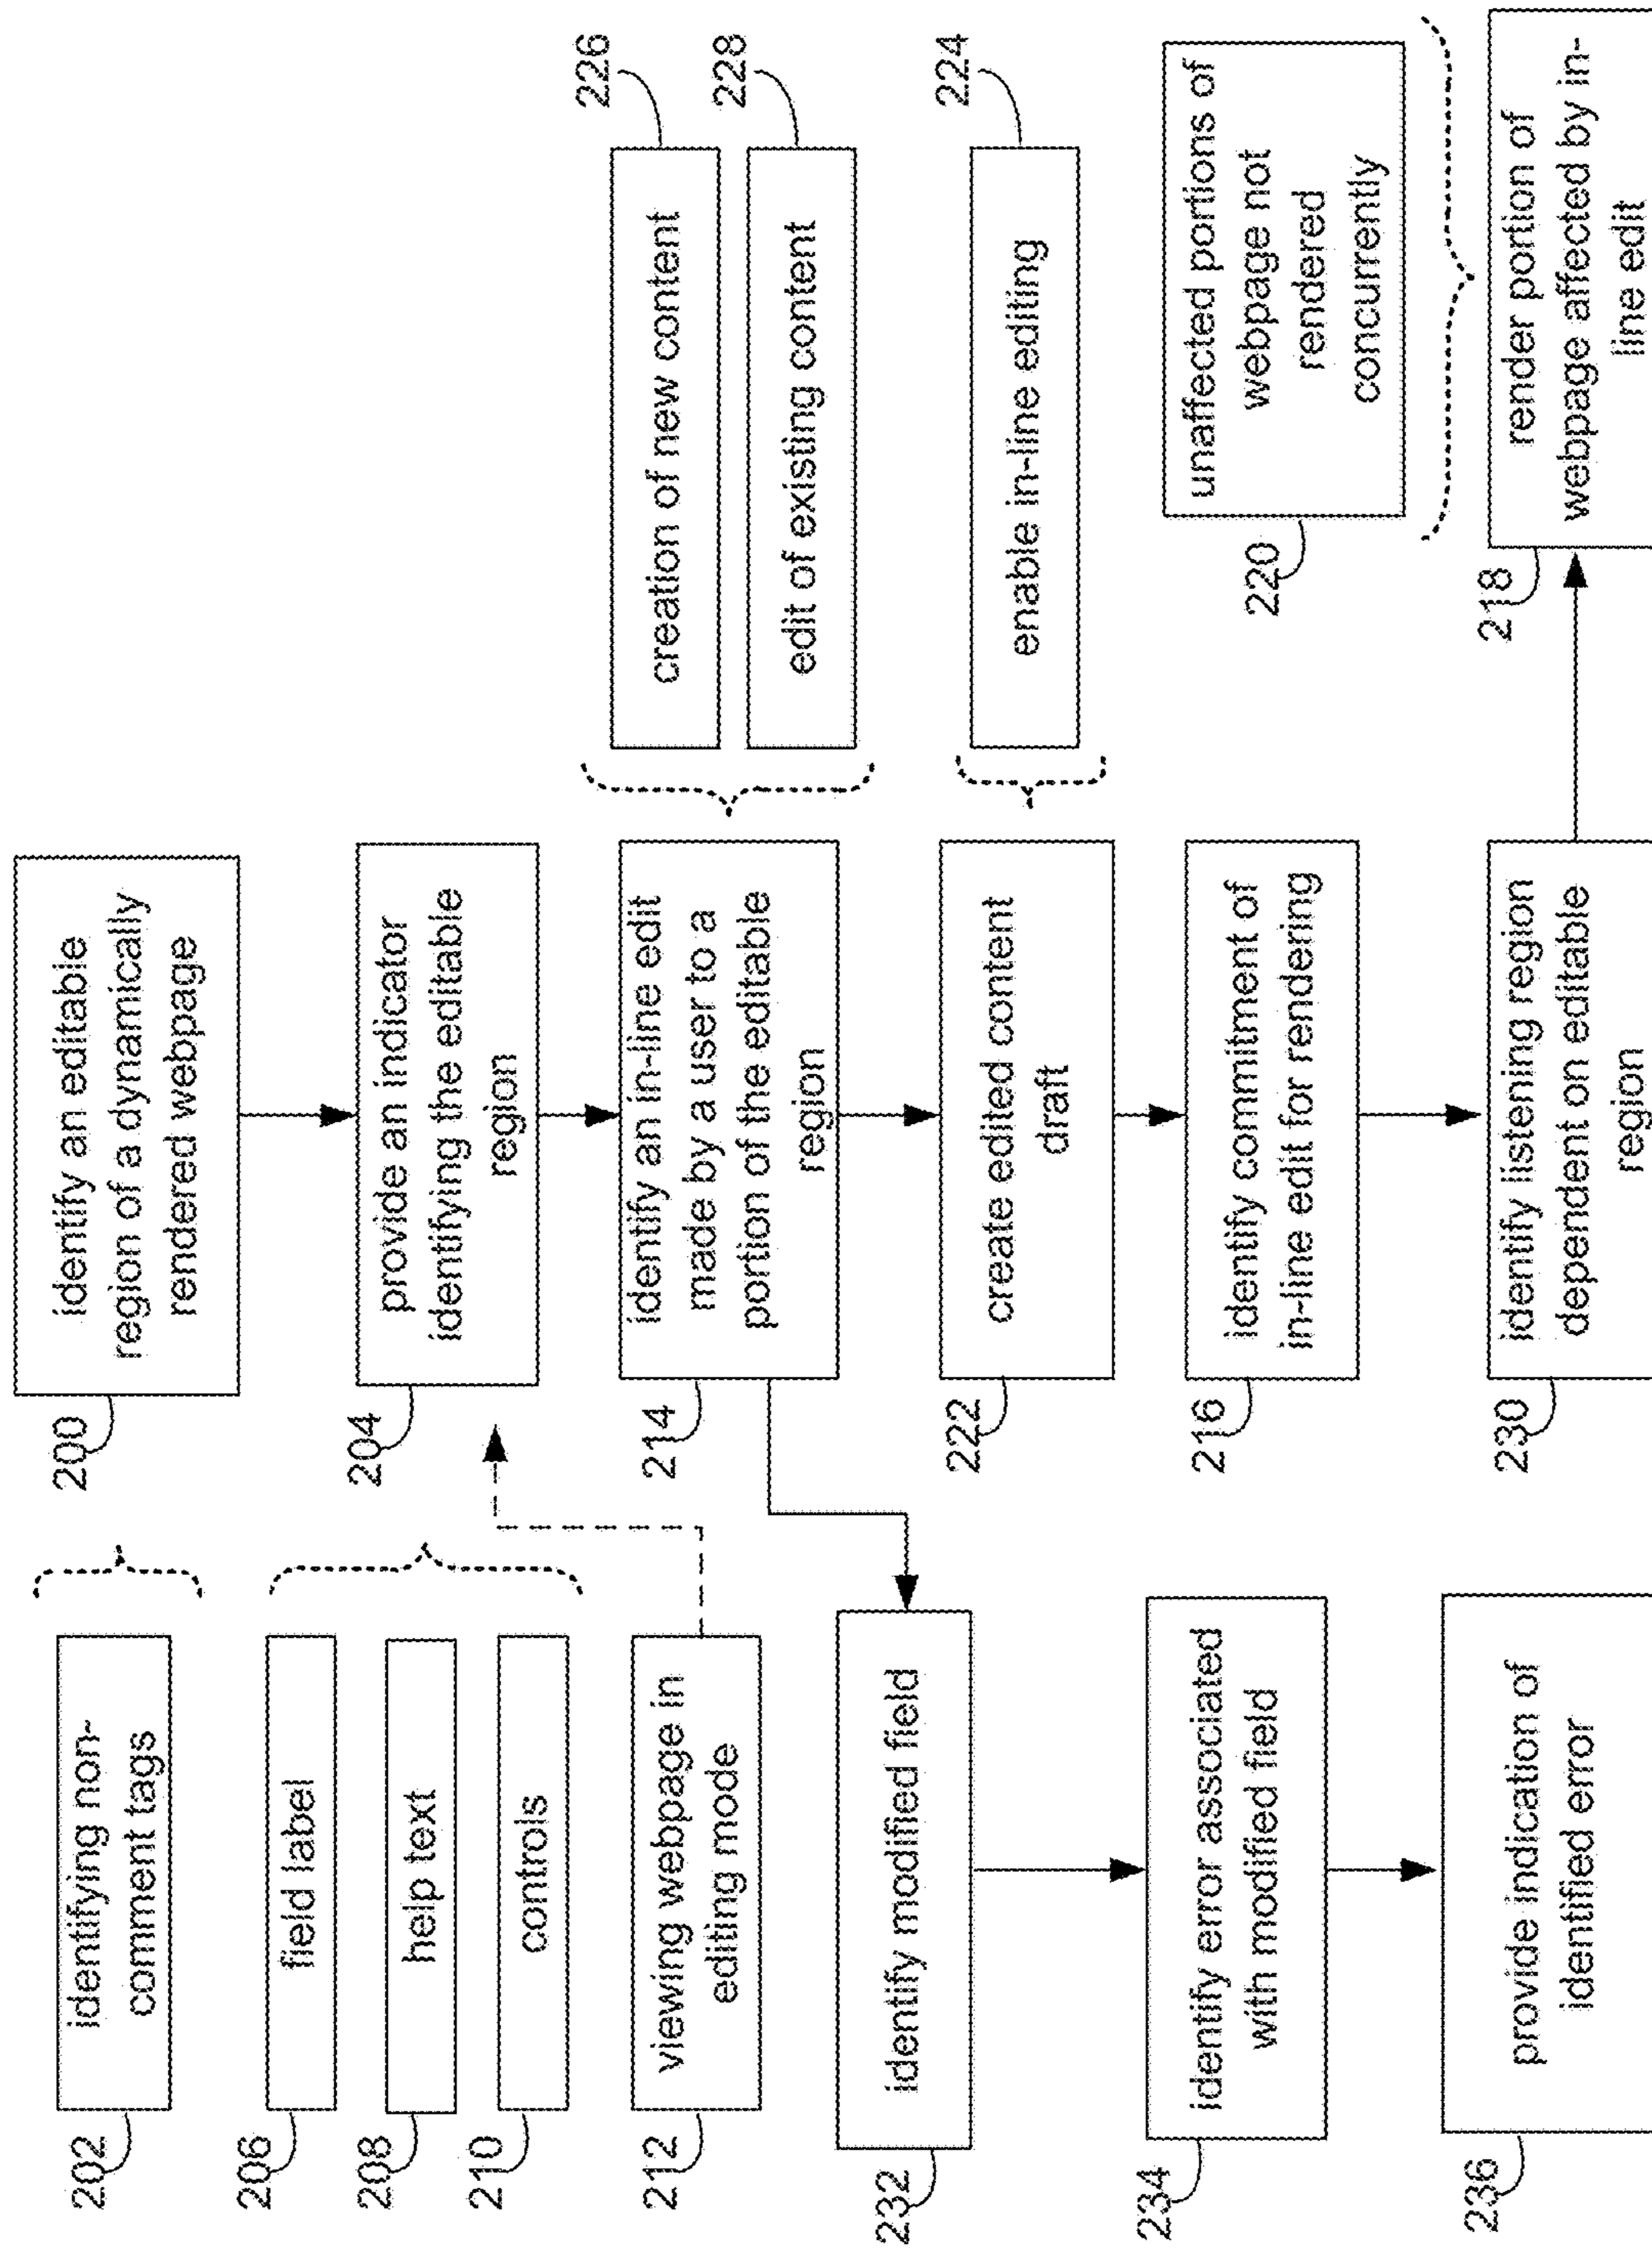 200
identify an editable
region of a dynamically
rendered webpage
202
identifying non-
comment tags
204
provide an indicator
identifying the editable
region
206
field label
208
help text
210
controls
212
viewing webpage in
editing mode
214
identify an in-line edit
made by a user to a
portion of the editable
region
226
creation of new content
228
edit of existing content
222
create edited content
draft
224
enable in-line editing
216
identify commitment of
in-line edit for rendering
230
identify listening region
dependent on editable
region
220
unaffected portions of
webpage not
rendered
concurrently
218
render portion of
webpage affected by in-
line edit
232
identify modified field
234
identify error associated
with modified field
236
provide indication of
identified error